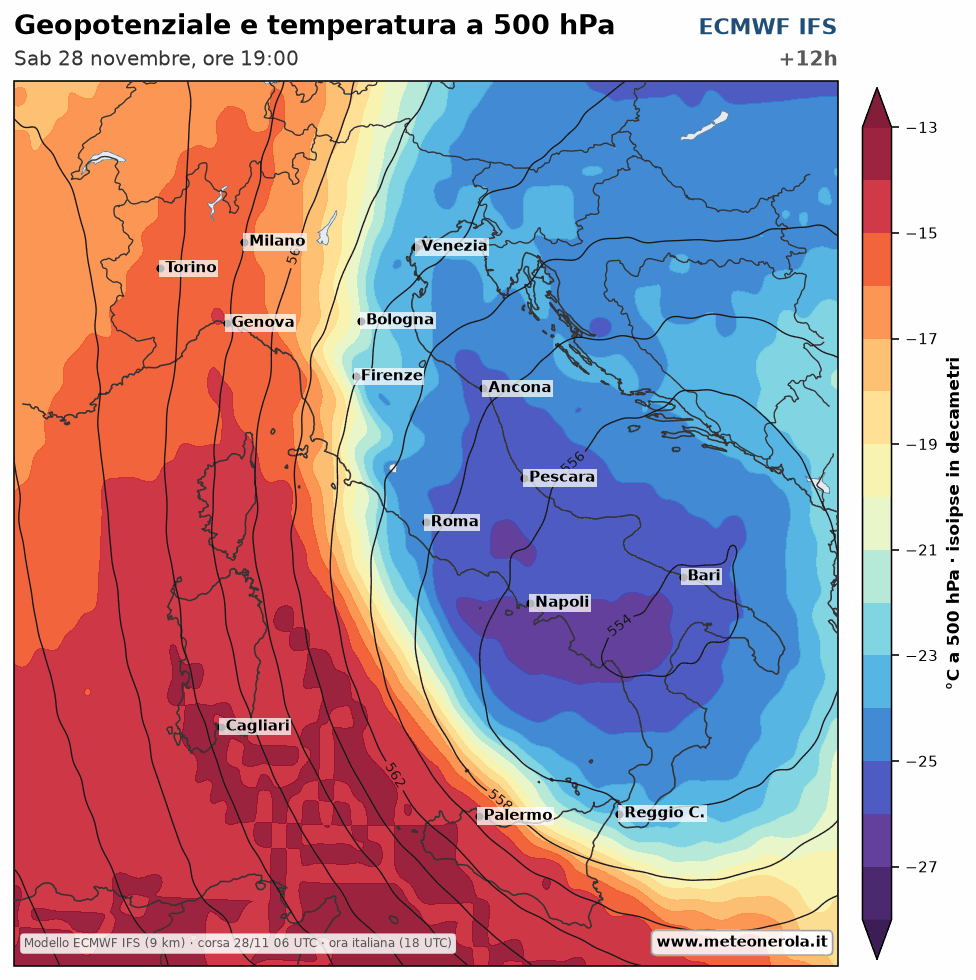 Geopotenziale e temperatura a 500 hPa
ECMWF IFS
Sab 28 novembre, ore 19:00
+12h
Milano
Venezia
Torino
Genova
Bologna
Firenze
Ancona
556
Pescara
Roma
Bari
Napoli
554
Cagliari
562
558
Palermo
Reggio C.
Modello ECMWF IFS (9 km) · corsa 28/11 06 UTC · ora italiana (18 UTC)
www.meteonerola.it
−13
−15
−17
−19
−21
−23
−25
−27
°C a 500 hPa · isoipse in decametri